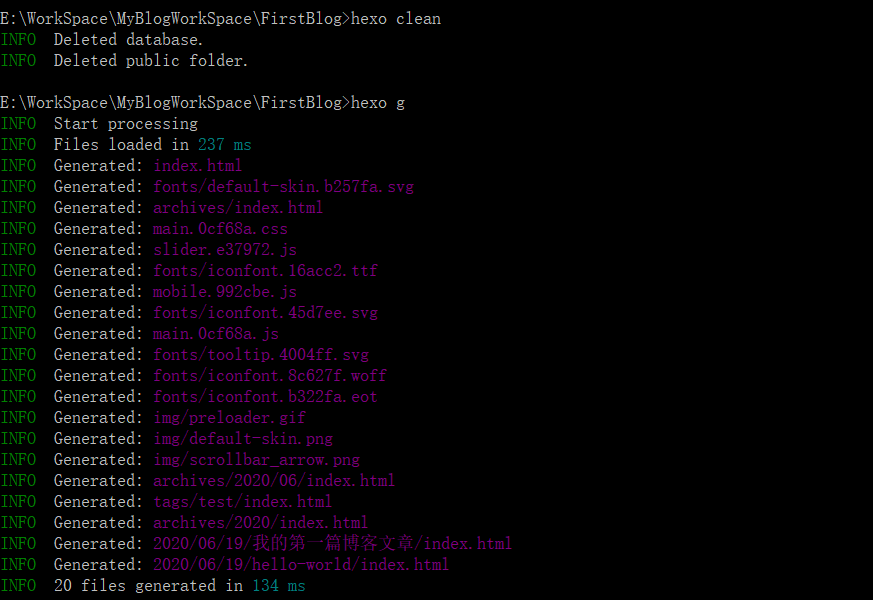 E:\WorkSpace\MyBlogWorkSpace\FirstBlog>hexo clean
INFO  Deleted database.
INFO  Deleted public folder.
E:\WorkSpace\MyBlogWorkSpace\FirstBlog>hexo g
INFO  Start processing
INFO  Files loaded in 237 ms
INFO  Generated: index.html
INFO  Generated: fonts/default-skin.b257fa.svg
INFO  Generated: archives/index.html
INFO  Generated: main.0cf68a.css
INFO  Generated: slider.e37972.js
INFO  Generated: fonts/iconfont.16acc2.ttf
INFO  Generated: mobile.992cbe.js
INFO  Generated: fonts/iconfont.45d7ee.svg
INFO  Generated: main.0cf68a.js
INFO  Generated: fonts/tooltip.4004ff.svg
INFO  Generated: fonts/iconfont.8c627f.woff
INFO  Generated: fonts/iconfont.b322fa.eot
INFO  Generated: img/preloader.gif
INFO  Generated: img/default-skin.png
INFO  Generated: img/scrollbar_arrow.png
INFO  Generated: archives/2020/06/index.html
INFO  Generated: tags/test/index.html
INFO  Generated: archives/2020/index.html
INFO  Generated: 2020/06/19/我的第一篇博客文章/index.html
INFO  Generated: 2020/06/19/hello-world/index.html
INFO  20 files generated in 134 ms